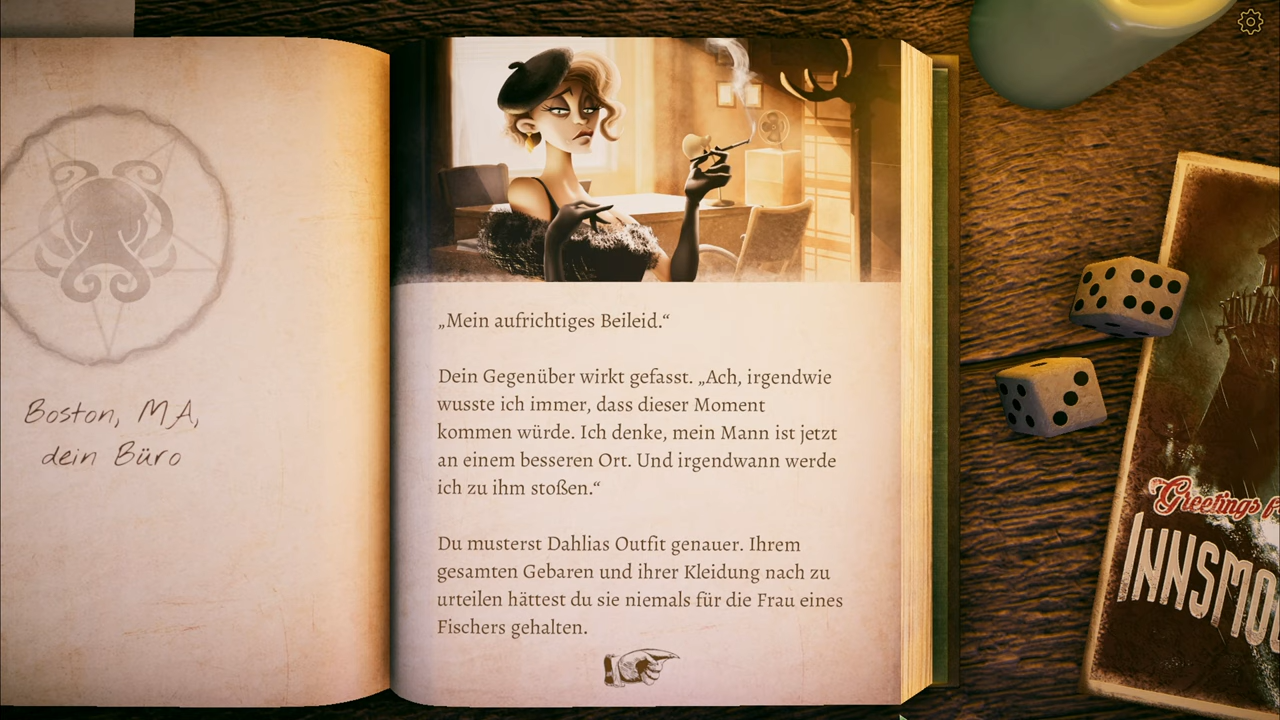 Boston, MA,
dein Büro
„Mein aufrichtiges Beileid.“
Dein Gegenüber wirkt gefasst. „Ach, irgendwie
wusste ich immer, dass dieser Moment
kommen würde. Ich denke, mein Mann ist jetzt
an einem besseren Ort. Und irgendwann werde
ich zu ihm stoßen.“
Du musterst Dahlias Outfit genauer. Ihrem
gesamten Gebaren und ihrer Kleidung nach zu
urteilen hättest du sie niemals für die Frau eines
Fischers gehalten.
Greetings f
INNSMO